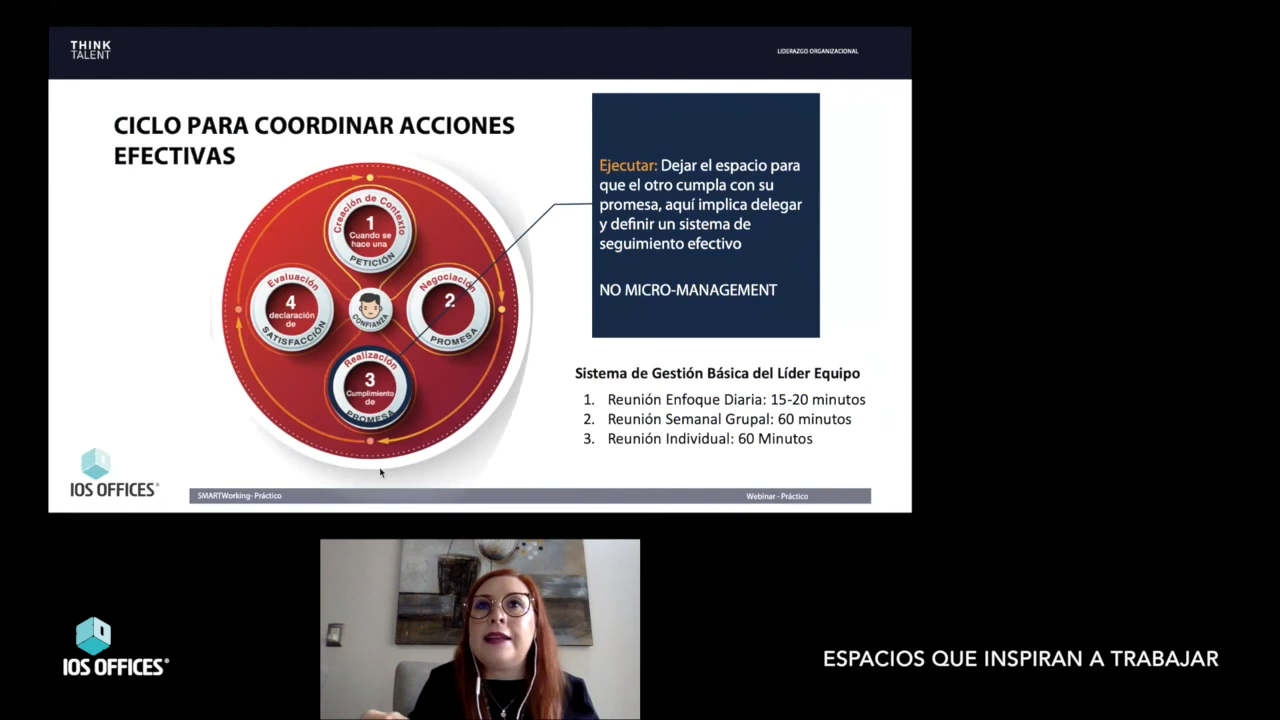 THINK
TALENT
LIDERAZGO ORGANIZACIONAL
CICLO PARA COORDINAR ACCIONES
EFECTIVAS
Creación de Contexto
1
Cuando se
hace una
PETICIÓN
Evaluación
4
declaración
de
SATISFACCIÓN
CONFIANZA
Negociación
2
PROMESA
Realización
3
Cumplimiento
de
PROMESA
Ejecutar: Dejar el espacio para
que el otro cumpla con su
promesa, aquí implica delegar
y definir un sistema de
seguimiento efectivo
NO MICRO-MANAGEMENT
Sistema de Gestión Básica del Líder Equipo
1. Reunión Enfoque Diaria: 15-20 minutos
2. Reunión Semanal Grupal: 60 minutos
3. Reunión Individual: 60 Minutos
IOS OFFICES®
SMARTWorking- Práctico
Webinar - Práctico
IOS OFFICES®
ESPACIOS QUE INSPIRAN A TRABAJAR